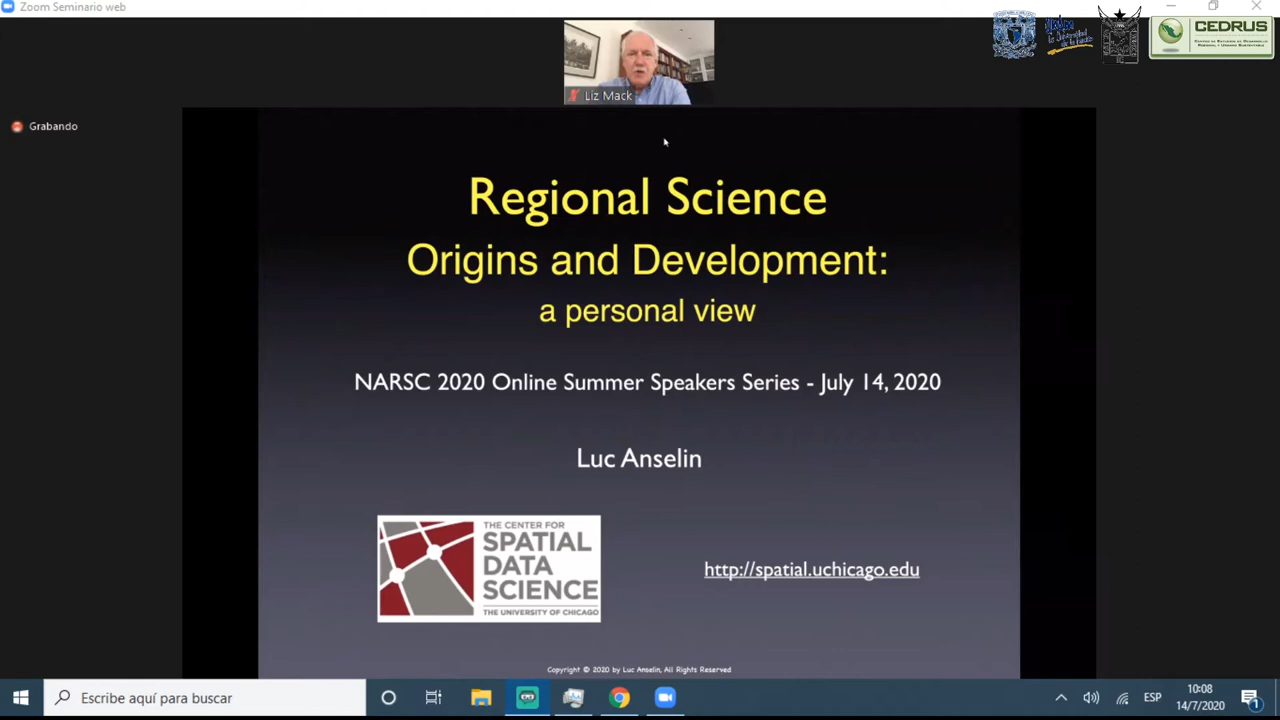 Zoom Seminario web
CEDRUS
Liz Mack
Grabando
Regional Science
Origins and Development:
a personal view
NARSC 2020 Online Summer Speakers Series - July 14, 2020
Luc Anselin
THE CENTER FOR
SPATIAL
DATA
SCIENCE
THE UNIVERSITY OF CHICAGO
http://spatial.uchicago.edu
Copyright © 2020 by Luc Anselin, All Rights Reserved
Escribe aquí para buscar
ESP
10:08
14/7/2020
1